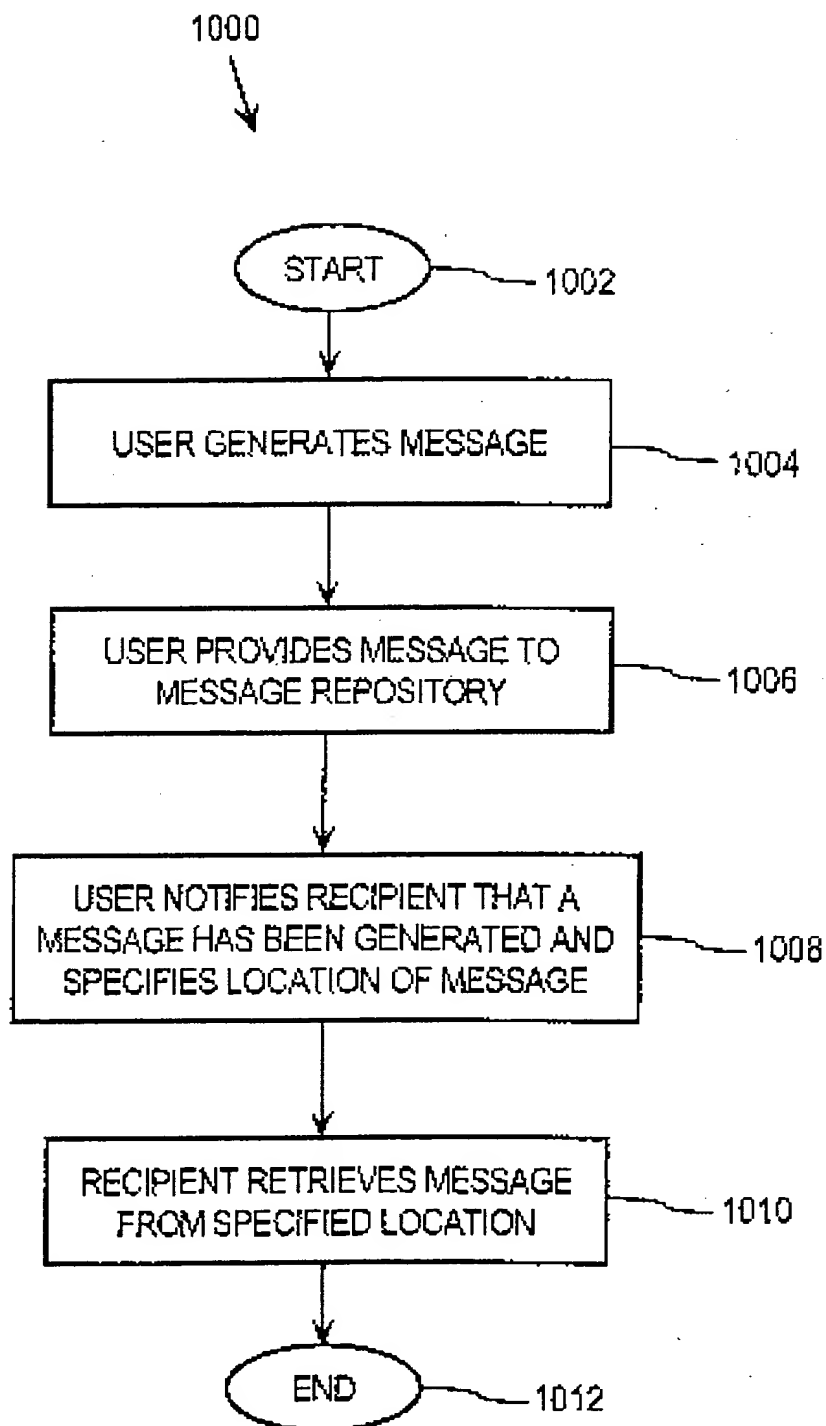 1000
START
1002
USER GENERATES MESSAGE
1004
USER PROVIDES MESSAGE TO
MESSAGE REPOSITORY
1006
USER NOTIFIES RECIPIENT THAT A
MESSAGE HAS BEEN GENERATED AND
SPECIFIES LOCATION OF MESSAGE
1008
RECIPIENT RETRIEVES MESSAGE
FROM SPECIFIED LOCATION
1010
END
1012